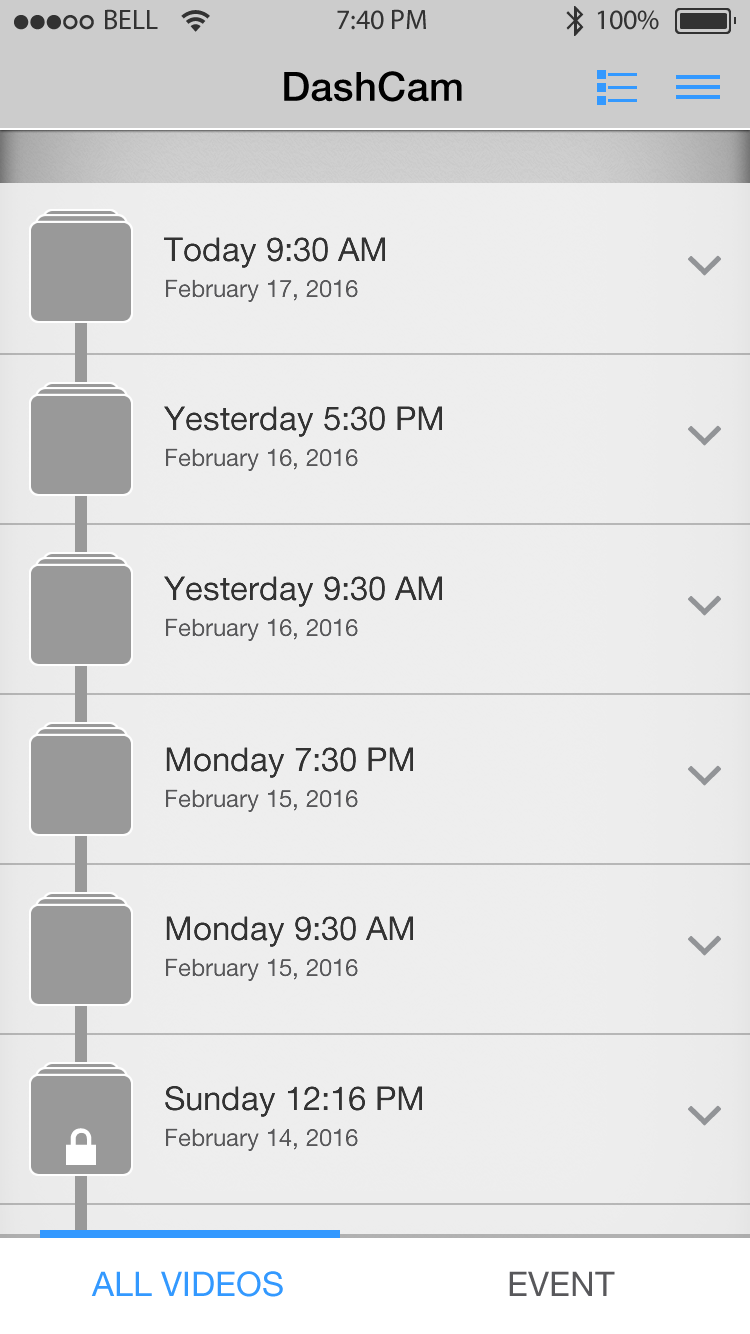 BELL 7:40 PM 100%
DashCam
Today 9:30 AM
February 17, 2016
Yesterday 5:30 PM
February 16, 2016
Yesterday 9:30 AM
February 16, 2016
Monday 7:30 PM
February 15, 2016
Monday 9:30 AM
February 15, 2016
Sunday 12:16 PM
February 14, 2016
ALL VIDEOS EVENT